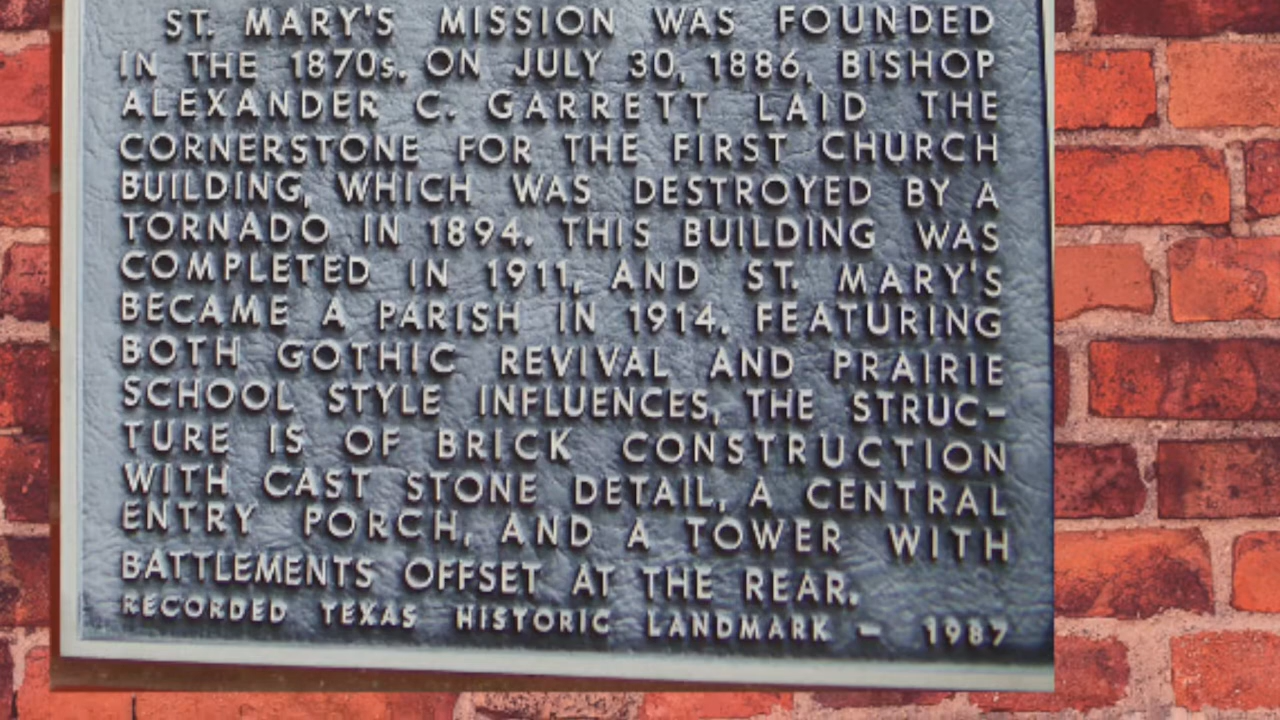 ST. MARY'S MISSION WAS FOUNDED
IN THE 1870s. ON JULY 30, 1886, BISHOP
ALEXANDER C. GARRETT LAID THE
CORNERSTONE FOR THE FIRST CHURCH
BUILDING, WHICH WAS DESTROYED BY A
TORNADO IN 1894. THIS BUILDING WAS
COMPLETED IN 1911, AND ST. MARY'S
BECAME A PARISH IN 1914. FEATURING
BOTH GOTHIC REVIVAL AND PRAIRIE
SCHOOL STYLE INFLUENCES, THE STRUC-
TURE IS OF BRICK CONSTRUCTION
WITH CAST STONE DETAIL, A CENTRAL
ENTRY PORCH, AND A TOWER WITH
BATTLEMENTS OFFSET AT THE REAR.
RECORDED TEXAS HISTORIC LANDMARK - 1987